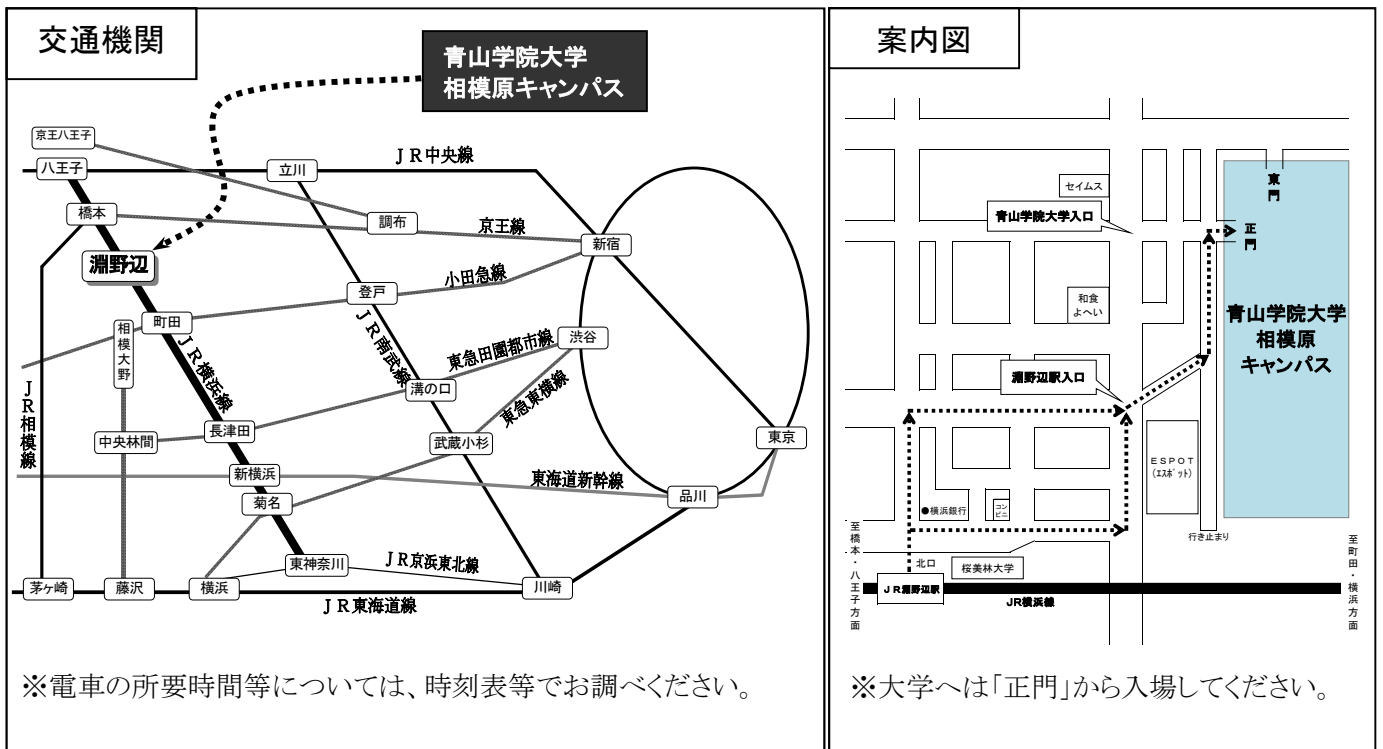 交通機関
青山学院大学
相模原キャンパス
京王八王子
八王子
立川
ＪＲ中央線
橋本
調布
京王線
新宿
淵野辺
小田急線
登戸
町田
相模大野
ＪＲ横浜線
ＪＲ南武線
東急田園都市線
渋谷
溝の口
東急東横線
ＪＲ相模線
中央林間
長津田
武蔵小杉
東京
新横浜
東海道新幹線
品川
菊名
東神奈川
ＪＲ京浜東北線
茅ヶ崎
藤沢
横浜
川崎
ＪＲ東海道線
※電車の所要時間等については、時刻表等でお調べください。
案内図
東門
セイムス
青山学院大学入口
正門
和食
よへい
青山学院大学
相模原
キャンパス
淵野辺駅入口
ＥＳＰＯＴ
(ｴｽﾎﾟｯﾄ)
●横浜銀行
コン
ビニ
行き止まり
至橋本・八王子方面
至町田・横浜方面
北口
桜美林大学
ＪＲ淵野辺駅
JR横浜線
※大学へは「正門」から入場してください。